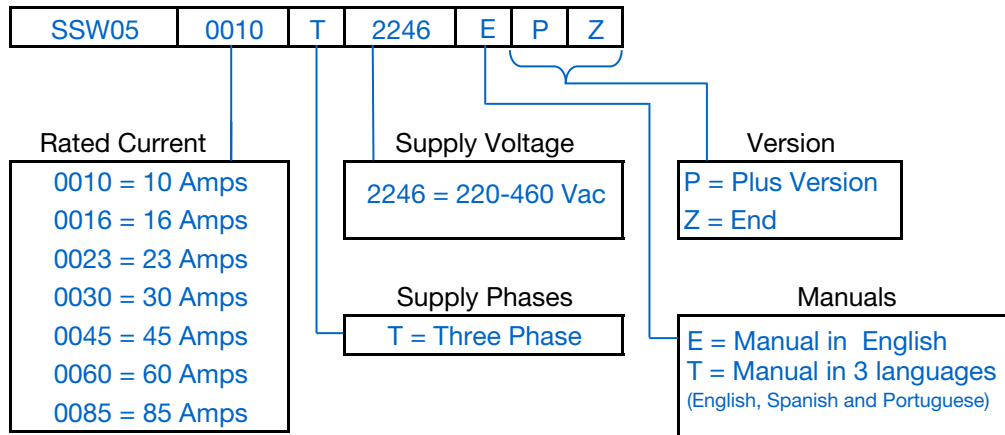 SSW05 0010 T 2246 E P Z
Rated Current
0010 = 10 Amps
0016 = 16 Amps
0023 = 23 Amps
0030 = 30 Amps
0045 = 45 Amps
0060 = 60 Amps
0085 = 85 Amps
Supply Voltage
2246 = 220-460 Vac
Supply Phases
T = Three Phase
Version
P = Plus Version
Z = End
Manuals
E = Manual in English
T = Manual in 3 languages
(English, Spanish and Portuguese)